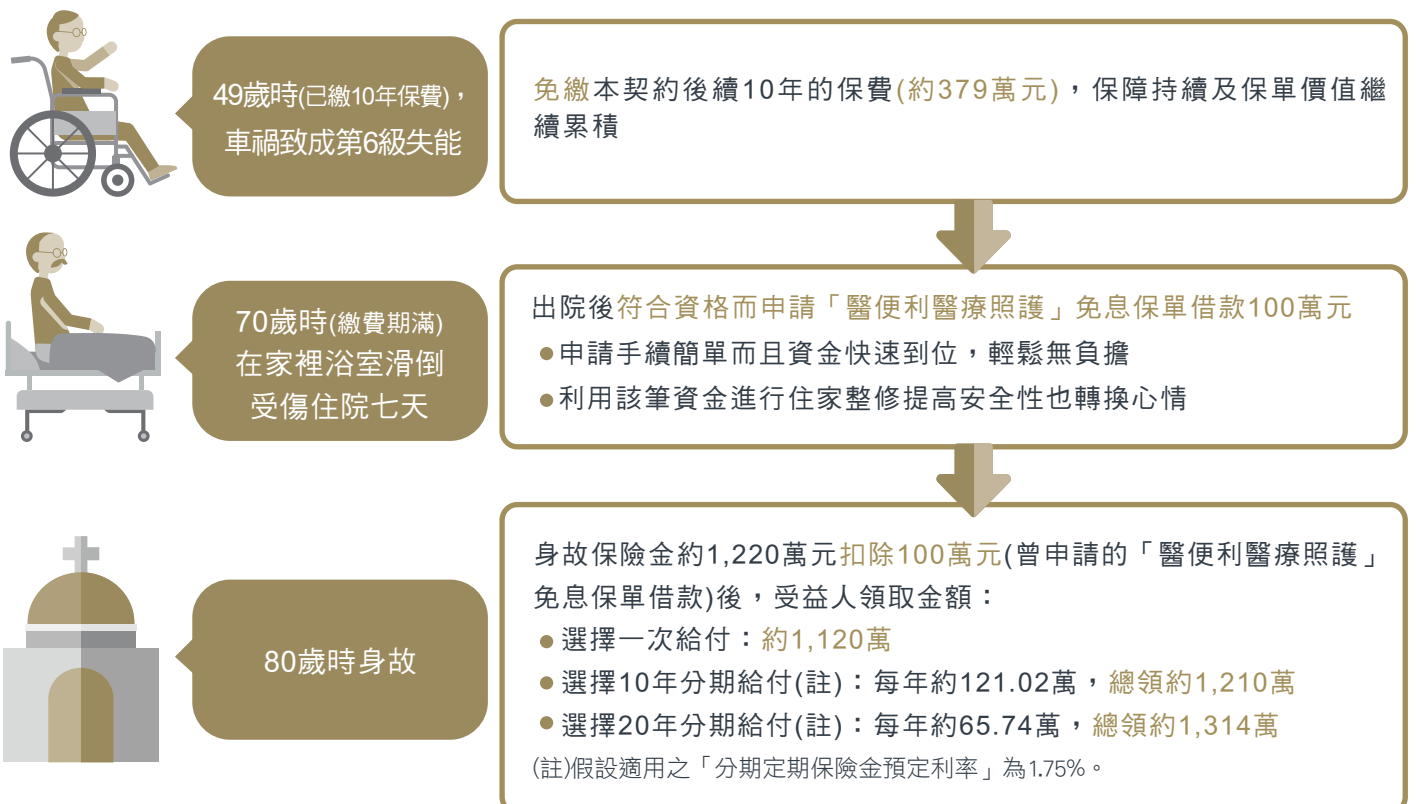 49歲時(已繳10年保費)，
車禍致成第6級失能
免繳本契約後續10年的保費(約379萬元)，保障持續及保單價值繼
續累積
70歲時(繳費期滿)
在家裡浴室滑倒
受傷住院七天
出院後符合資格而申請「醫便利醫療照護」免息保單借款100萬元
●申請手續簡單而且資金快速到位，輕鬆無負擔
●利用該筆資金進行住家整修提高安全性也轉換心情
80歲時身故
身故保險金約1,220萬元扣除100萬元(曾申請的「醫便利醫療照護」
免息保單借款)後，受益人領取金額：
●選擇一次給付：約1,120萬
●選擇10年分期給付(註)：每年約121.02萬，總領約1,210萬
●選擇20年分期給付(註)：每年約65.74萬，總領約1,314萬
(註)假設適用之「分期定期保險金預定利率」為1.75%。